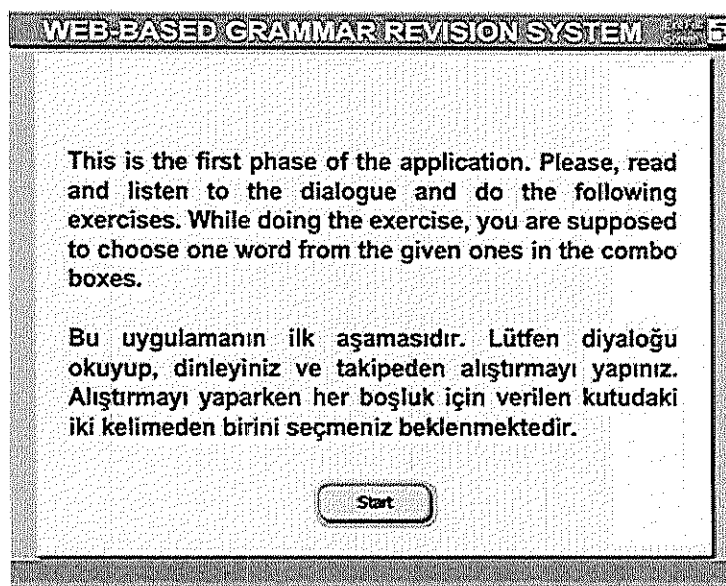 WEB-BASED GRAMMAR REVISION SYSTEM
This is the first phase of the application. Please, read
and listen to the dialogue and do the following
exercises. While doing the exercise, you are supposed
to choose one word from the given ones in the combo
boxes.
Bu uygulamanın ilk aşamasıdır. Lütfen diyaloğu
okuyup, dinleyiniz ve takipeden alıştırmayı yapınız.
Alıştırmayı yaparken her boşluk için verilen kutudaki
iki kelimeden birini seçmeniz beklenmektedir.
Start